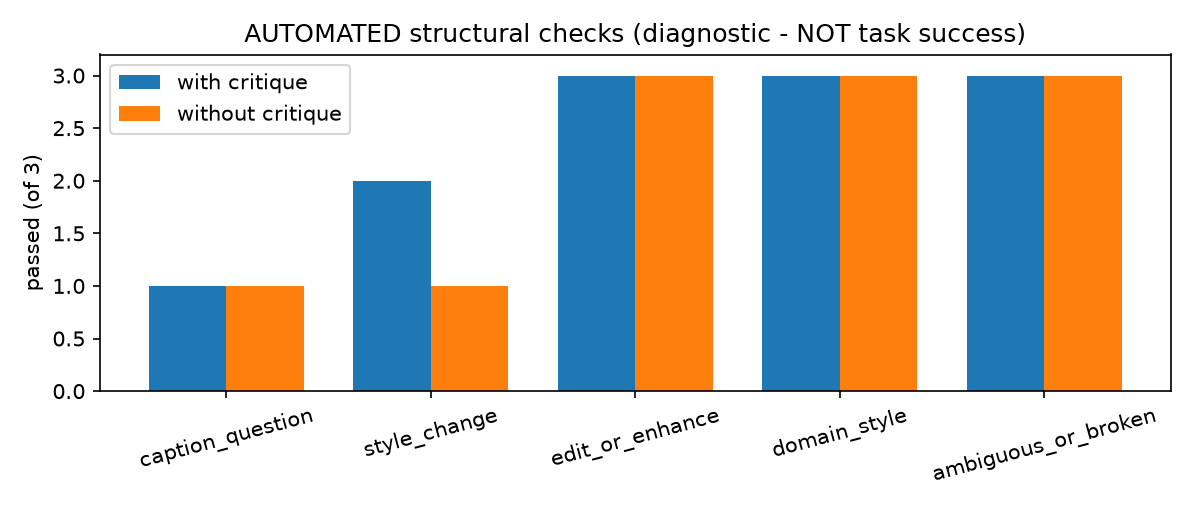 AUTOMATED structural checks (diagnostic - NOT task success)
with critique
without critique
passed (of 3)
3.0
2.5
2.0
1.5
1.0
0.5
0.0
caption_question
style_change
edit_or_enhance
domain_style
ambiguous_or_broken